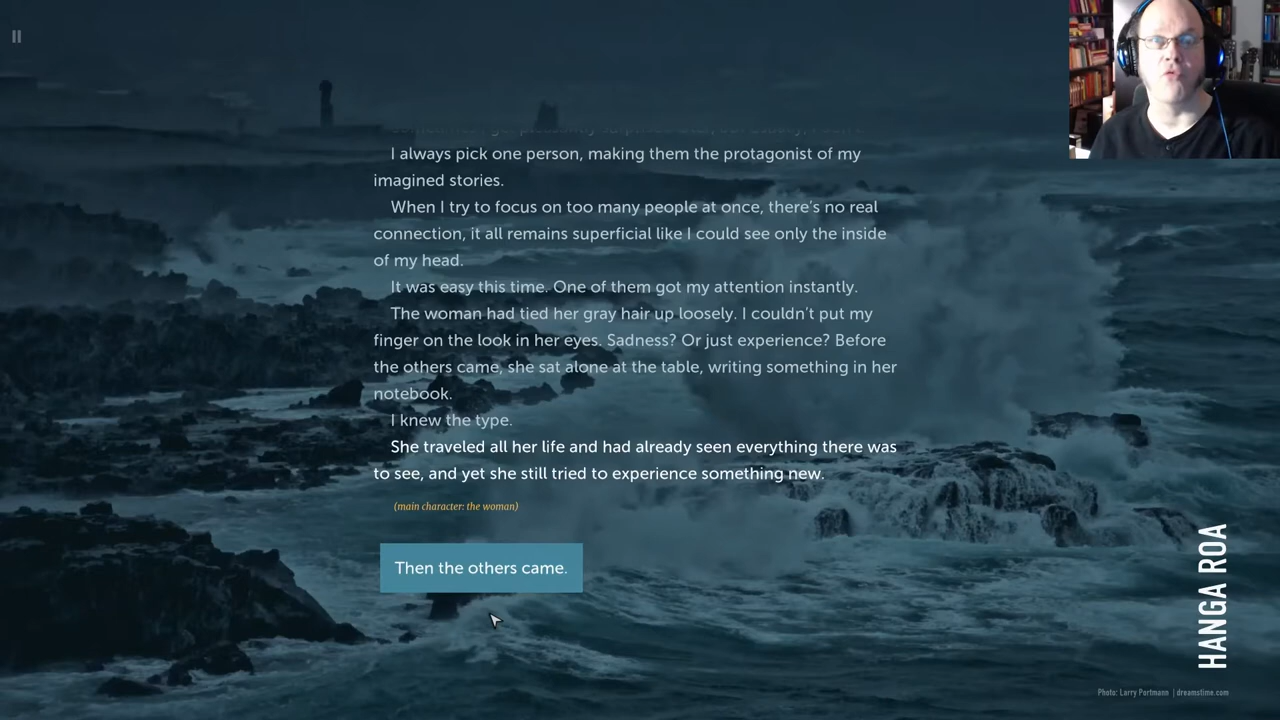 I always pick one person, making them the protagonist of my
imagined stories.
When I try to focus on too many people at once, there's no real
connection, it all remains superficial like I could see only the inside
of my head.
It was easy this time. One of them got my attention instantly.
The woman had tied her gray hair up loosely. I couldn't put my
finger on the look in her eyes. Sadness? Or just experience? Before
the others came, she sat alone at the table, writing something in her
notebook.
I knew the type.
She traveled all her life and had already seen everything there was
to see, and yet she still tried to experience something new.
(main character: the woman)
Then the others came.
HANGA ROA
Photo: Larry Portmann | dreamstime.com